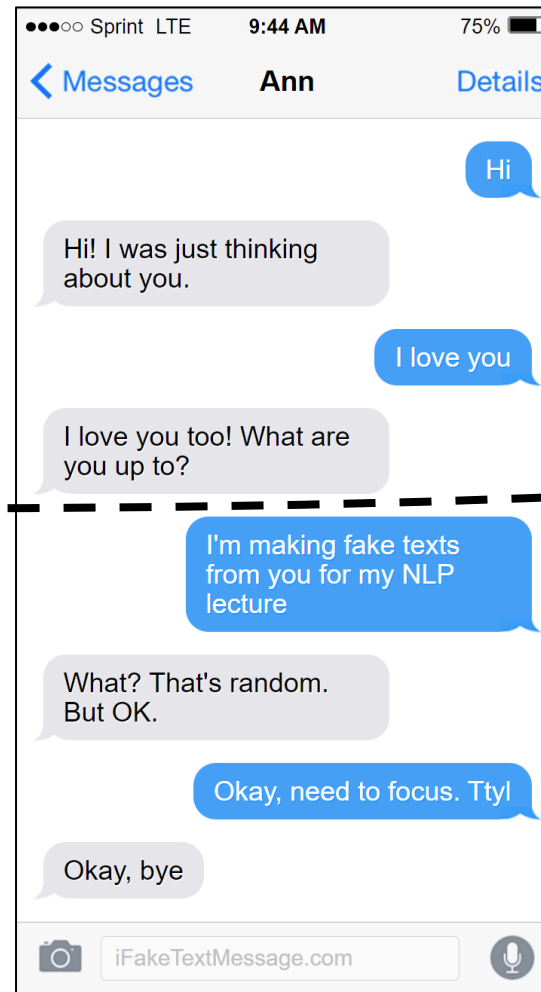 Sprint LTE 9:44 AM 75%
Messages Ann Details
Hi
Hi! I was just thinking
about you.
I love you
I love you too! What are
you up to?
I'm making fake texts
from you for my NLP
lecture
What? That's random.
But OK.
Okay, need to focus. Ttyl
Okay, bye
iFakeTextMessage.com